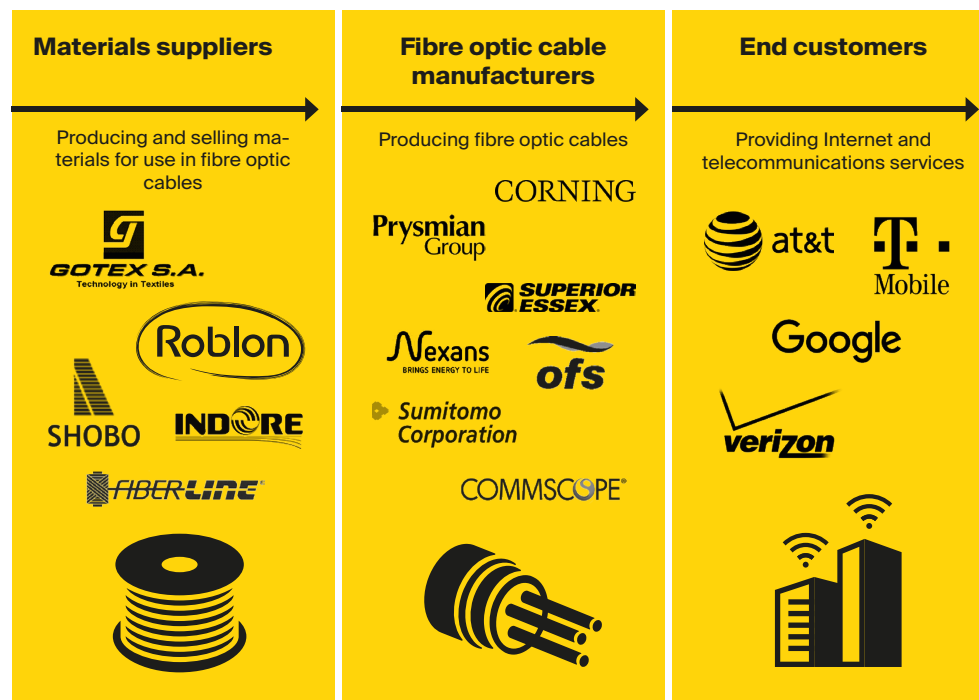 Materials suppliers
Producing and selling ma-
terials for use in fibre optic
cables
GOTEX S.A.
Technology in Textiles
Roblon
SHOBO
INDORE
FIBER-LINE®
Fibre optic cable
manufacturers
Producing fibre optic cables
CORNING
Prysmian
Group
SUPERIOR
ESSEX®
Nexans
BRINGS ENERGY TO LIFE
ofs
Sumitomo
Corporation
COMMSCOPE®
End customers
Providing Internet and
telecommunications services
at&t
T
Mobile
Google
verizon